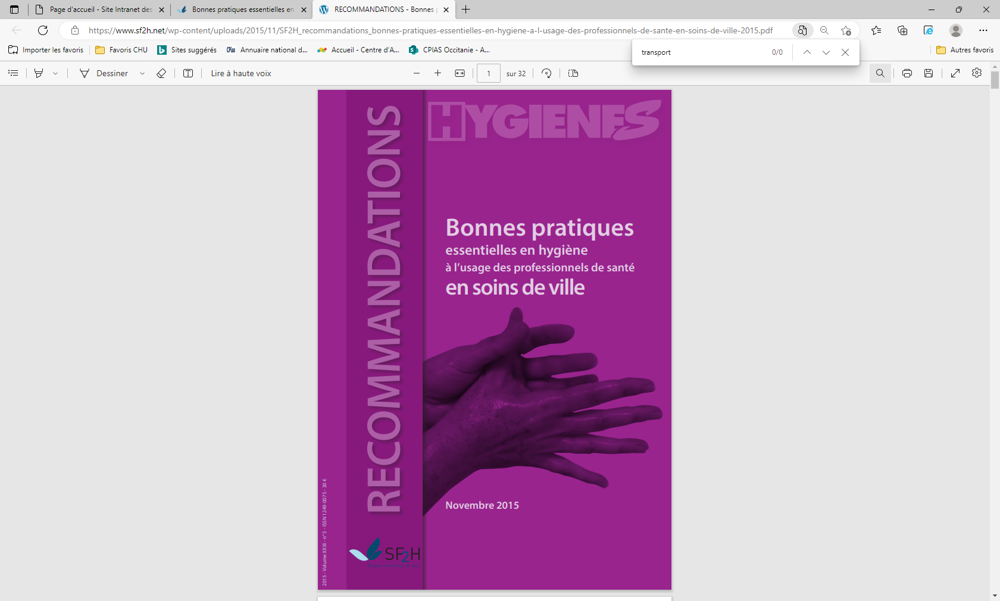 Page d'accueil - Site Intranet des
Bonnes pratiques essentielles en
RECOMMANDATIONS - Bonnes p
https://www.sf2h.net/wp-content/uploads/2015/11/SF2H_recommandations_bonnes-pratiques-essentielles-en-hygiene-a-l-usage-des-professionnels-de-sante-en-soins-de-ville-2015.pdf
Importer les favoris
Favoris CHU
Sites suggérés
CPias
Annuaire national d...
Accueil - Centre d'A...
CPIAS Occitanie - A...
Autres favoris
transport
0/0
Dessiner
Lire à haute voix
1
sur 32
HYGIENES
RECOMMANDATIONS
Bonnes pratiques
essentielles en hygiène
à l'usage des professionnels de santé
en soins de ville
Novembre 2015
2015 - Volume XXIII - n° 5 - ISSN 1249-0075 - 30 €
SF2H